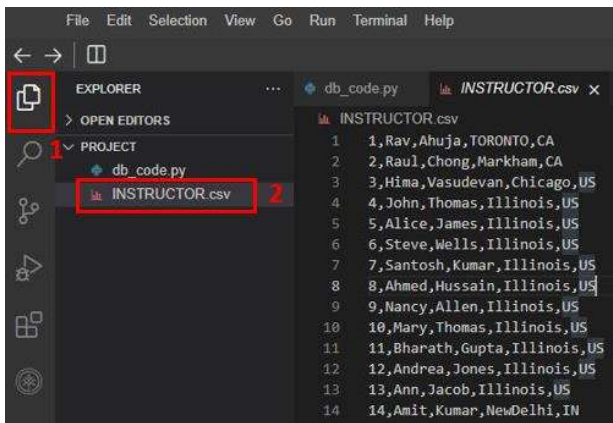 File Edit Selection View Go Run Terminal Help
EXPLORER ...
> OPEN EDITORS
1 PROJECT
db_code.py
INSTRUCTOR.csv 2
db_code.py INSTRUCTOR.csv ×
INSTRUCTOR.csv
1 1,Rav,Ahuja,TORONTO,CA
2 2,Raul,Chong,Markham,CA
3 3,Hima,Vasudevan,Chicago,US
4 4,John,Thomas,Illinois,US
5 5,Alice,James,Illinois,US
6 6,Steve,Wells,Illinois,US
7 7,Santosh,Kumar,Illinois,US
8 8,Ahmed,Hussain,Illinois,US
9 9,Nancy,Allen,Illinois,US
10 10,Mary,Thomas,Illinois,US
11 11,Bharath,Gupta,Illinois,US
12 12,Andrea,Jones,Illinois,US
13 13,Ann,Jacob,Illinois,US
14 14,Amit,Kumar,NewDelhi,IN